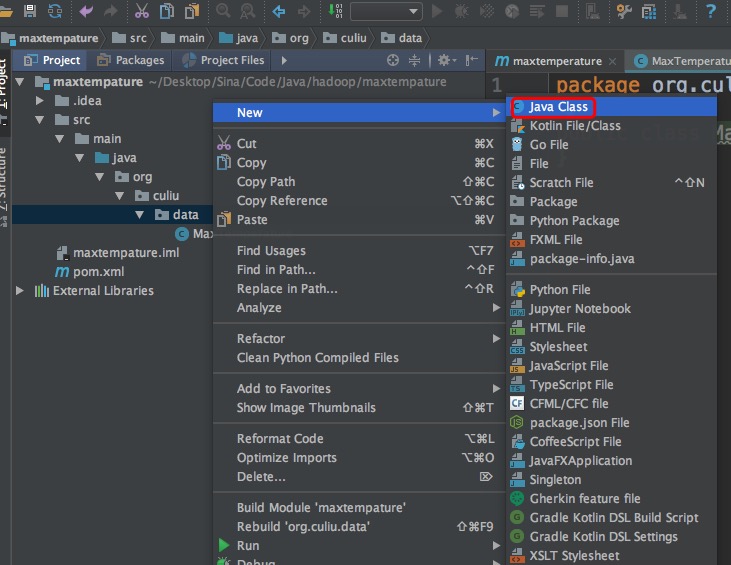 maxtempature src main java org culiu data
1: Project
Project Packages Project Files
maxtemperature MaxTemperatu
maxtempature ~/Desktop/Sina/Code/Java/hadoop/maxtempature
1 package org.cul
.idea
src
main
java
org
culiu
data
Max
maxtempature.iml
pom.xml
External Libraries
Structure
New
Cut ⌘X
Copy ⌘C
Copy Path ⇧⌘C
Copy Reference ⌥⇧⌘C
Paste ⌘V
Find Usages ⌥F7
Find in Path... ⌃⇧F
Replace in Path... ⌃⇧R
Analyze
Refactor
Clean Python Compiled Files
Add to Favorites
Show Image Thumbnails ⇧⌘T
Reformat Code ⌥⌘L
Optimize Imports ⌥⌘O
Delete... ⌦
Build Module 'maxtempature'
Rebuild 'org.culiu.data' ⇧⌘F9
Run
Debug
Java Class
Kotlin File/Class
class Ma
Go File
File
Scratch File ⌃⇧N
Package
Python Package
FXML File
package-info.java
Python File
Jupyter Notebook
HTML File
Stylesheet
JavaScript File
TypeScript File
CFML/CFC file
package.json File
CoffeeScript File
JavaFXApplication
Singleton
Gherkin feature file
Gradle Kotlin DSL Build Script
Gradle Kotlin DSL Settings
XSLT Stylesheet